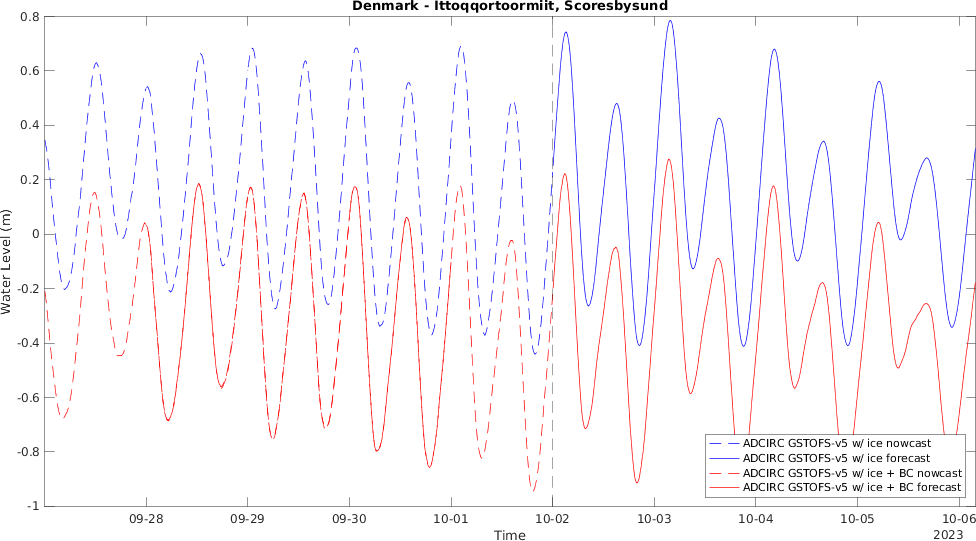 Denmark - Ittoqqortoormiit, Scoresbysund
0.8
0.6
0.4
0.2
0
-0.2
-0.4
-0.6
-0.8
-1
Water Level (m)
ADCIRC GSTOFS-v5 w/ ice nowcast
ADCIRC GSTOFS-v5 w/ ice forecast
ADCIRC GSTOFS-v5 w/ ice + BC nowcast
ADCIRC GSTOFS-v5 w/ ice + BC forecast
09-28 09-29 09-30 10-01 10-02 10-03 10-04 10-05 10-06
Time
2023